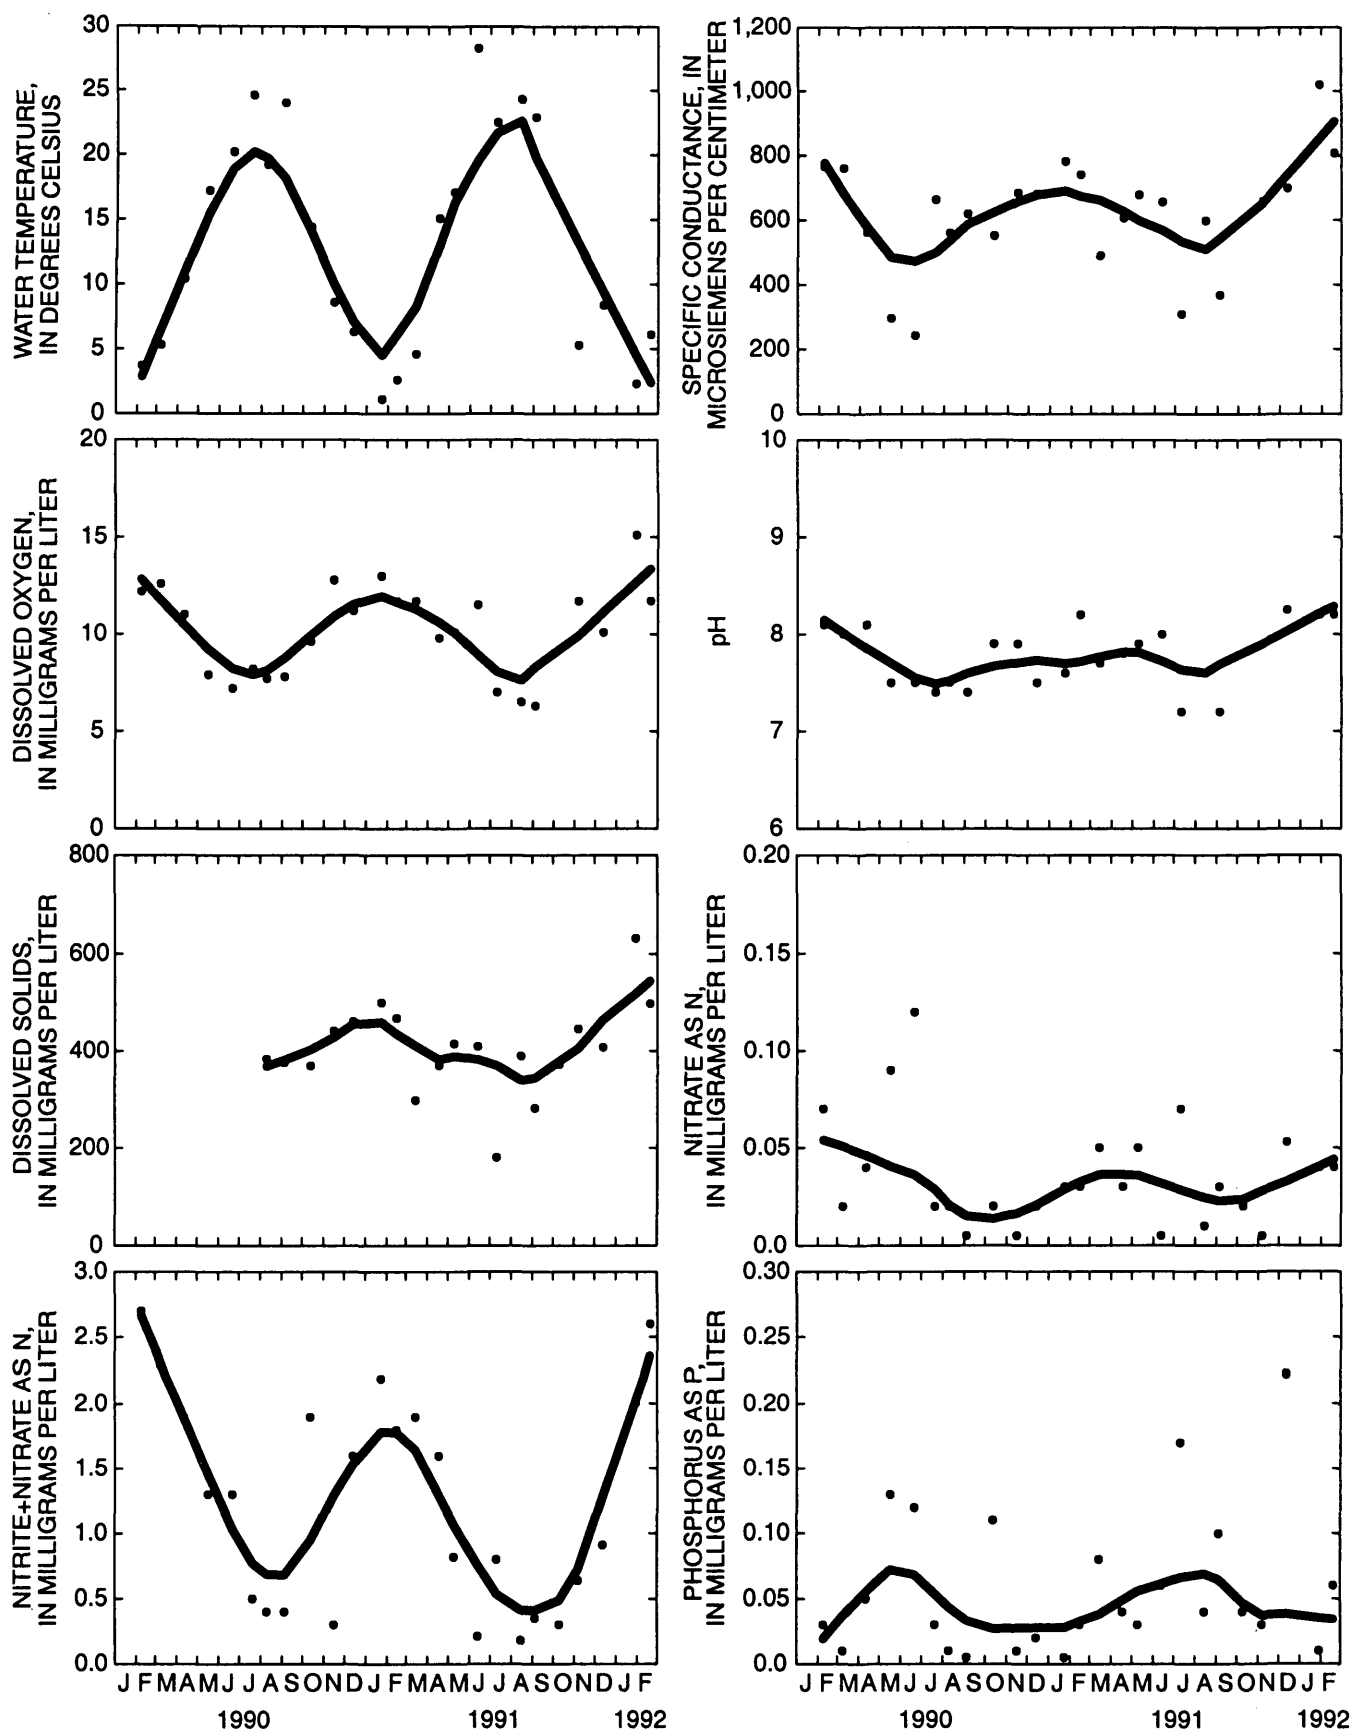 WATER TEMPERATURE,
IN DEGREES CELSIUS
30
25
20
15
10
5
0
SPECIFIC CONDUCTANCE, IN
MICROSIEMENS PER CENTIMETER
1,200
1,000
800
600
400
200
0
DISSOLVED OXYGEN,
IN MILLIGRAMS PER LITER
20
15
10
5
0
pH
10
9
8
7
6
DISSOLVED SOLIDS,
IN MILLIGRAMS PER LITER
800
600
400
200
0
NITRATE AS N,
IN MILLIGRAMS PER LITER
0.20
0.15
0.10
0.05
0.0
NITRITE+NITRATE AS N,
IN MILLIGRAMS PER LITER
3.0
2.5
2.0
1.5
1.0
0.5
0.0
J F M A M J J A S O N D J F M A M J J A S O N D J F
1990 1991 1992
PHOSPHORUS AS P,
IN MILLIGRAMS PER LITER
0.30
0.25
0.20
0.15
0.10
0.05
0.0
J F M A M J J A S O N D J F M A M J J A S O N D J F
1990 1991 1992